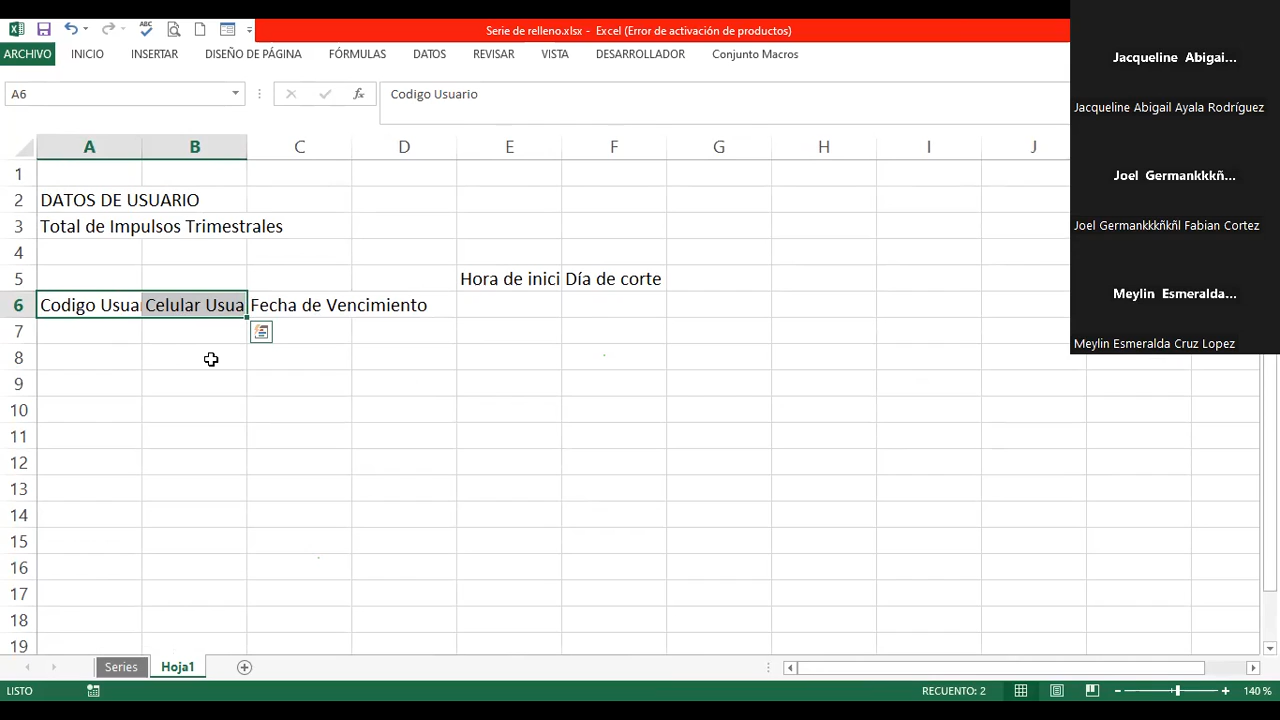 Serie de relleno.xlsx - Excel (Error de activación de productos)
ARCHIVO INICIO INSERTAR DISEÑO DE PÁGINA FÓRMULAS DATOS REVISAR VISTA DESARROLLADOR Conjunto Macros
A6 fx Codigo Usuario
A B C D E F G H I J
1
2 DATOS DE USUARIO
3 Total de Impulsos Trimestrales
4
5 Hora de inici Día de corte
6 Codigo Usua Celular Usua Fecha de Vencimiento
7
8
9
10
11
12
13
14
15
16
17
18
19
Series Hoja1
LISTO RECUENTO: 2 140 %
Jacqueline Abigai...
Jacqueline Abigail Ayala Rodríguez
Joel Germankkkñ...
Joel Germankkkñkñl Fabian Cortez
Meylin Esmeralda...
Meylin Esmeralda Cruz Lopez